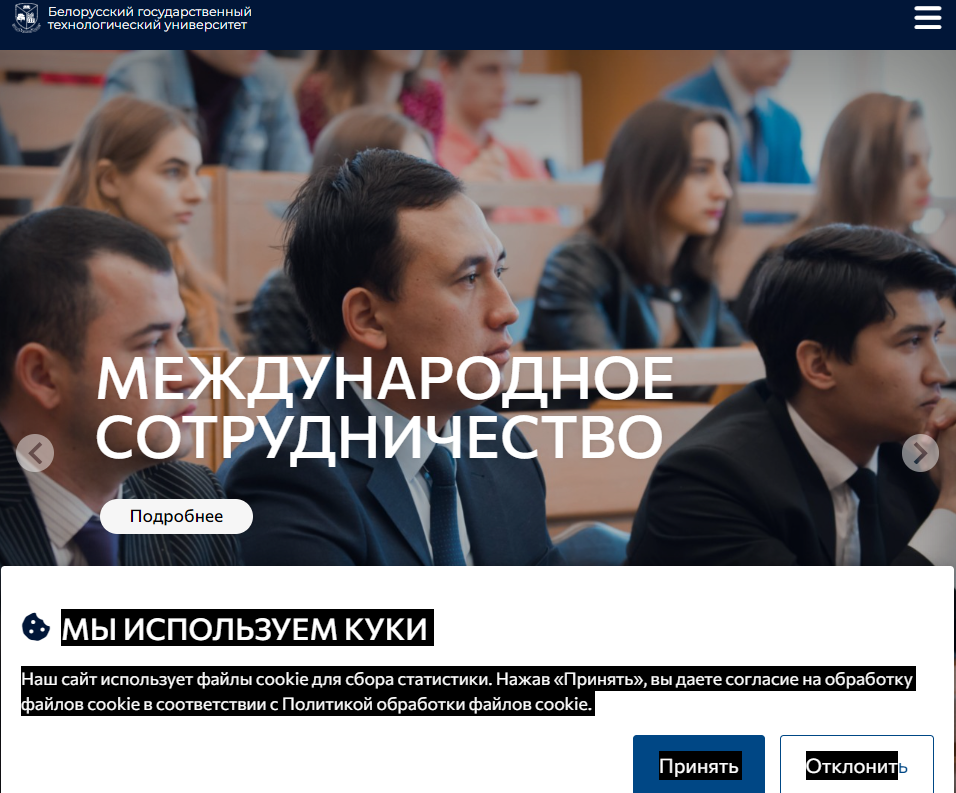 Белорусский государственный
технологический университет
МЕЖДУНАРОДНОЕ
СОТРУДНИЧЕСТВО
Подробнее
МЫ ИСПОЛЬЗУЕМ КУКИ
Наш сайт использует файлы cookie для сбора статистики. Нажав «Принять», вы даете согласие на обработку
файлов cookie в соответствии с Политикой обработки файлов cookie.
Принять
Отклонить